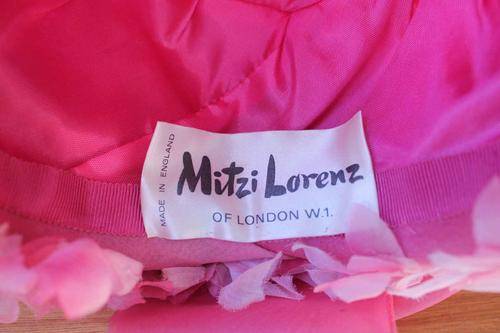 MADE IN ENGLAND
Mitzi Lorenz
OF LONDON W.1.